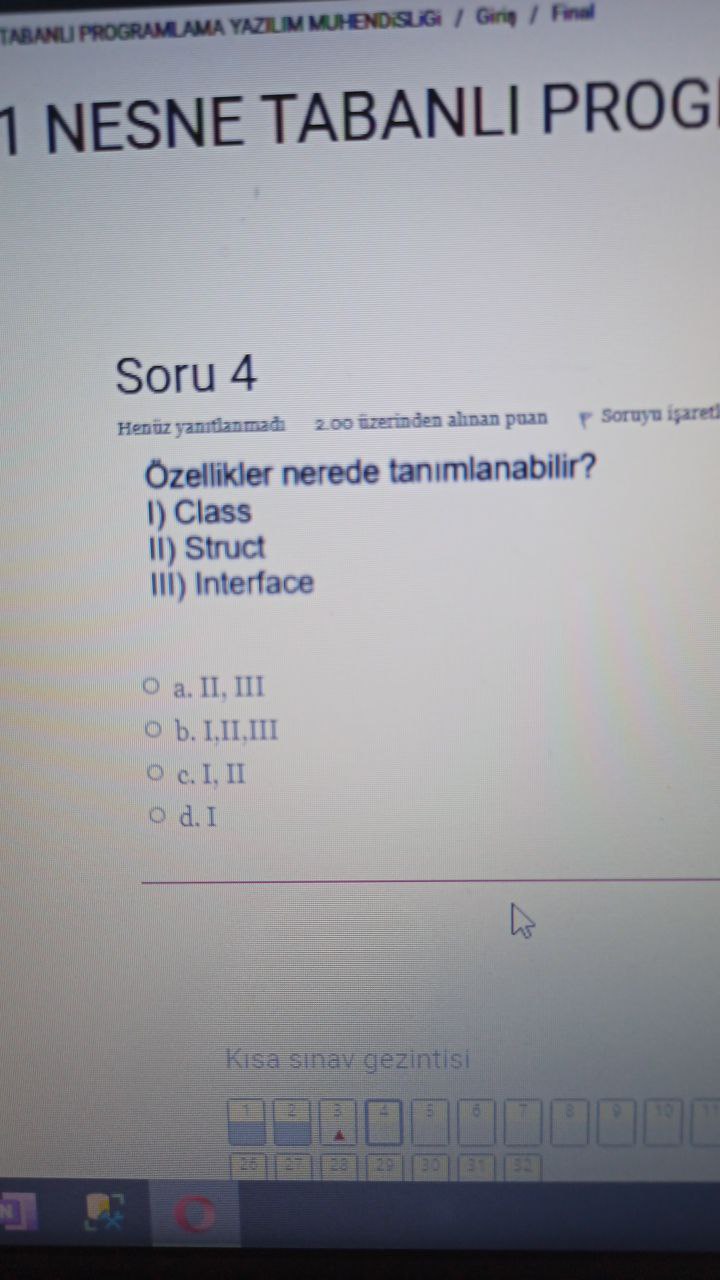 TABANLI PROGRAMLAMA YAZILIM MUHENDiSLiGi / Giriş / Final
1 NESNE TABANLI PROG
Soru 4
Henüz yanıtlanmadı 2.00 üzerinden alınan puan Soruyu işaretl
Özellikler nerede tanımlanabilir?
I) Class
II) Struct
III) Interface
a. II, III
b. I,II,III
c. I, II
d. I
Kısa sınav gezintisi
1 2 3 4 5 6 7 8 9 10 11
26 27 28 29 30 31 32
N